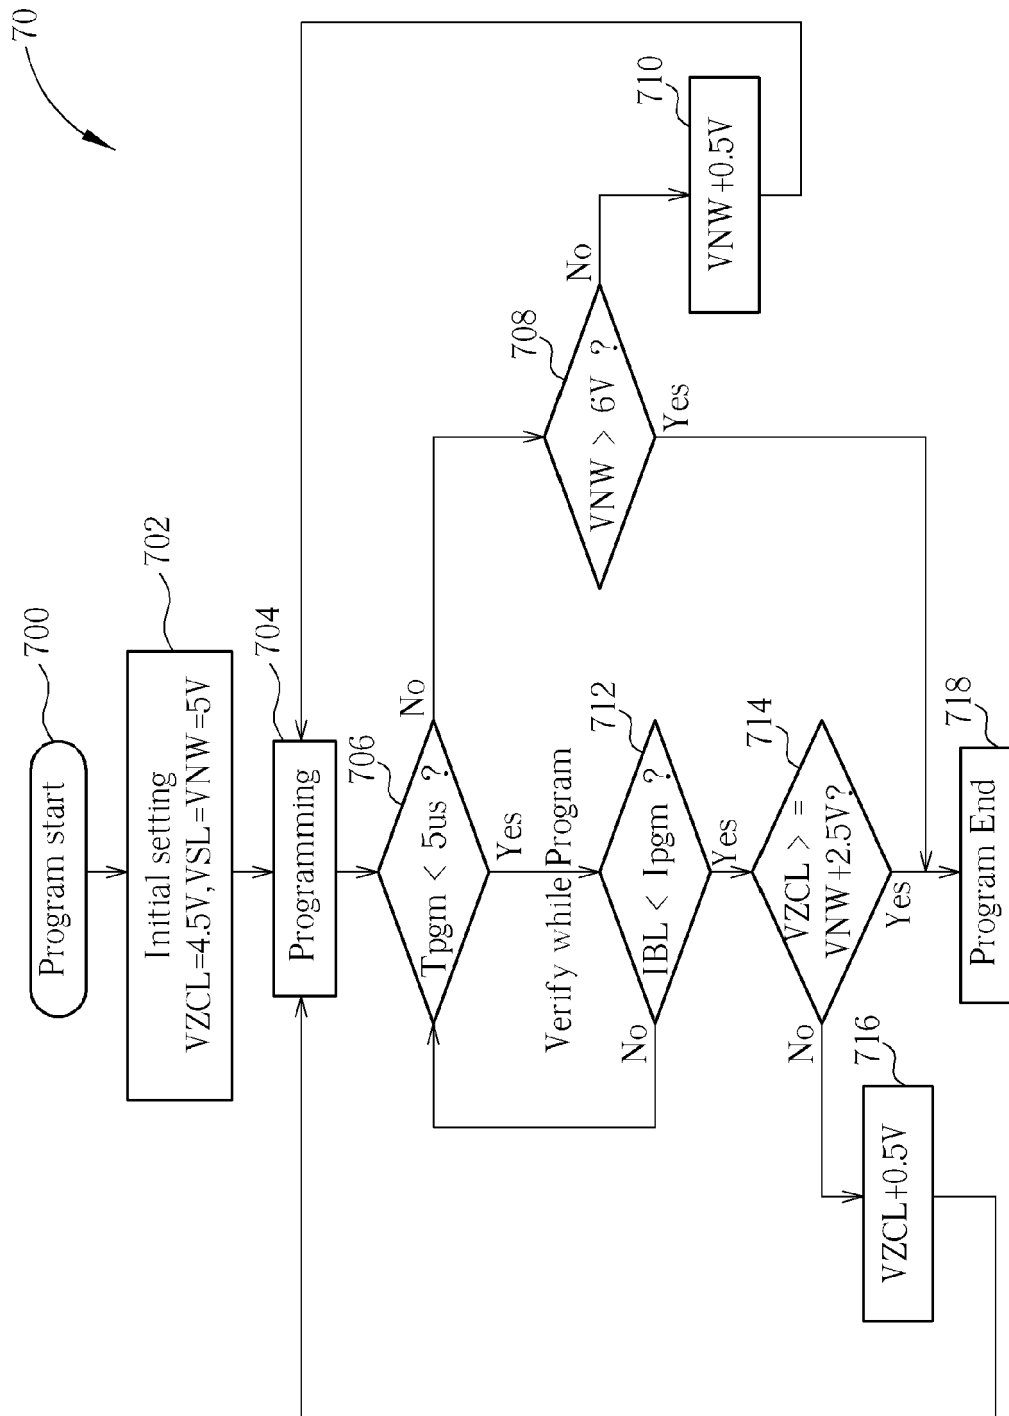 70
Program start
700
Initial setting
VZCL=4.5V,VSL=VNW=5V
702
Programming
704
Tpgm < 5us ?
706
No
Yes
Verify while Program
VNW > 6V ?
708
No
Yes
VNW+0.5V
710
IBL < Ipgm ?
712
No
Yes
VZCL > =
VNW+2.5V?
714
No
Yes
VZCL+0.5V
716
Program End
718